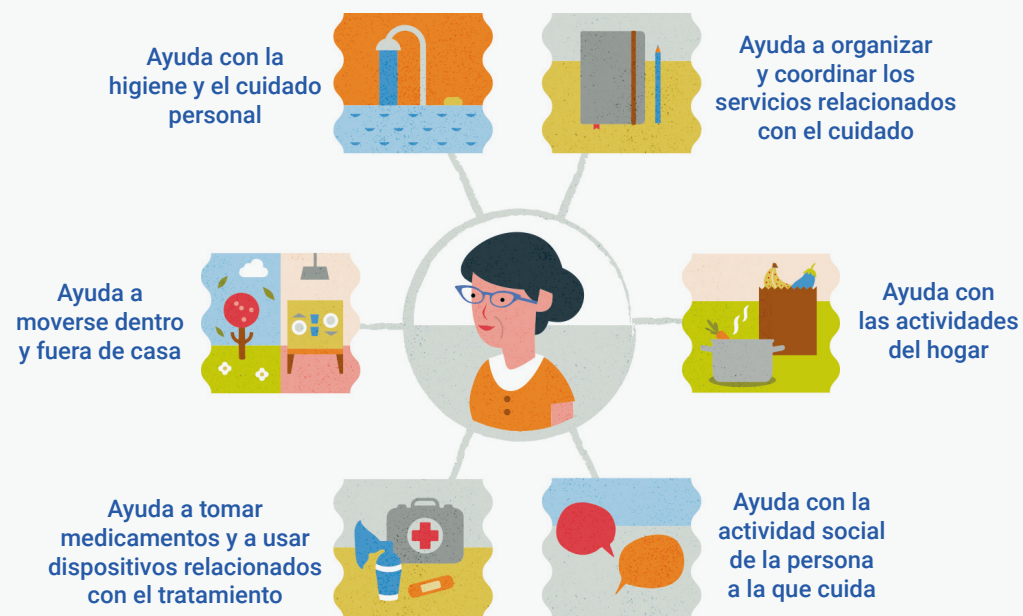 Ayuda con la
higiene y el cuidado
personal
Ayuda a organizar
y coordinar los
servicios relacionados
con el cuidado
Ayuda a
moverse dentro
y fuera de casa
Ayuda con
las actividades
del hogar
Ayuda a tomar
medicamentos y a usar
dispositivos relacionados
con el tratamiento
Ayuda con la
actividad social
de la persona
a la que cuida